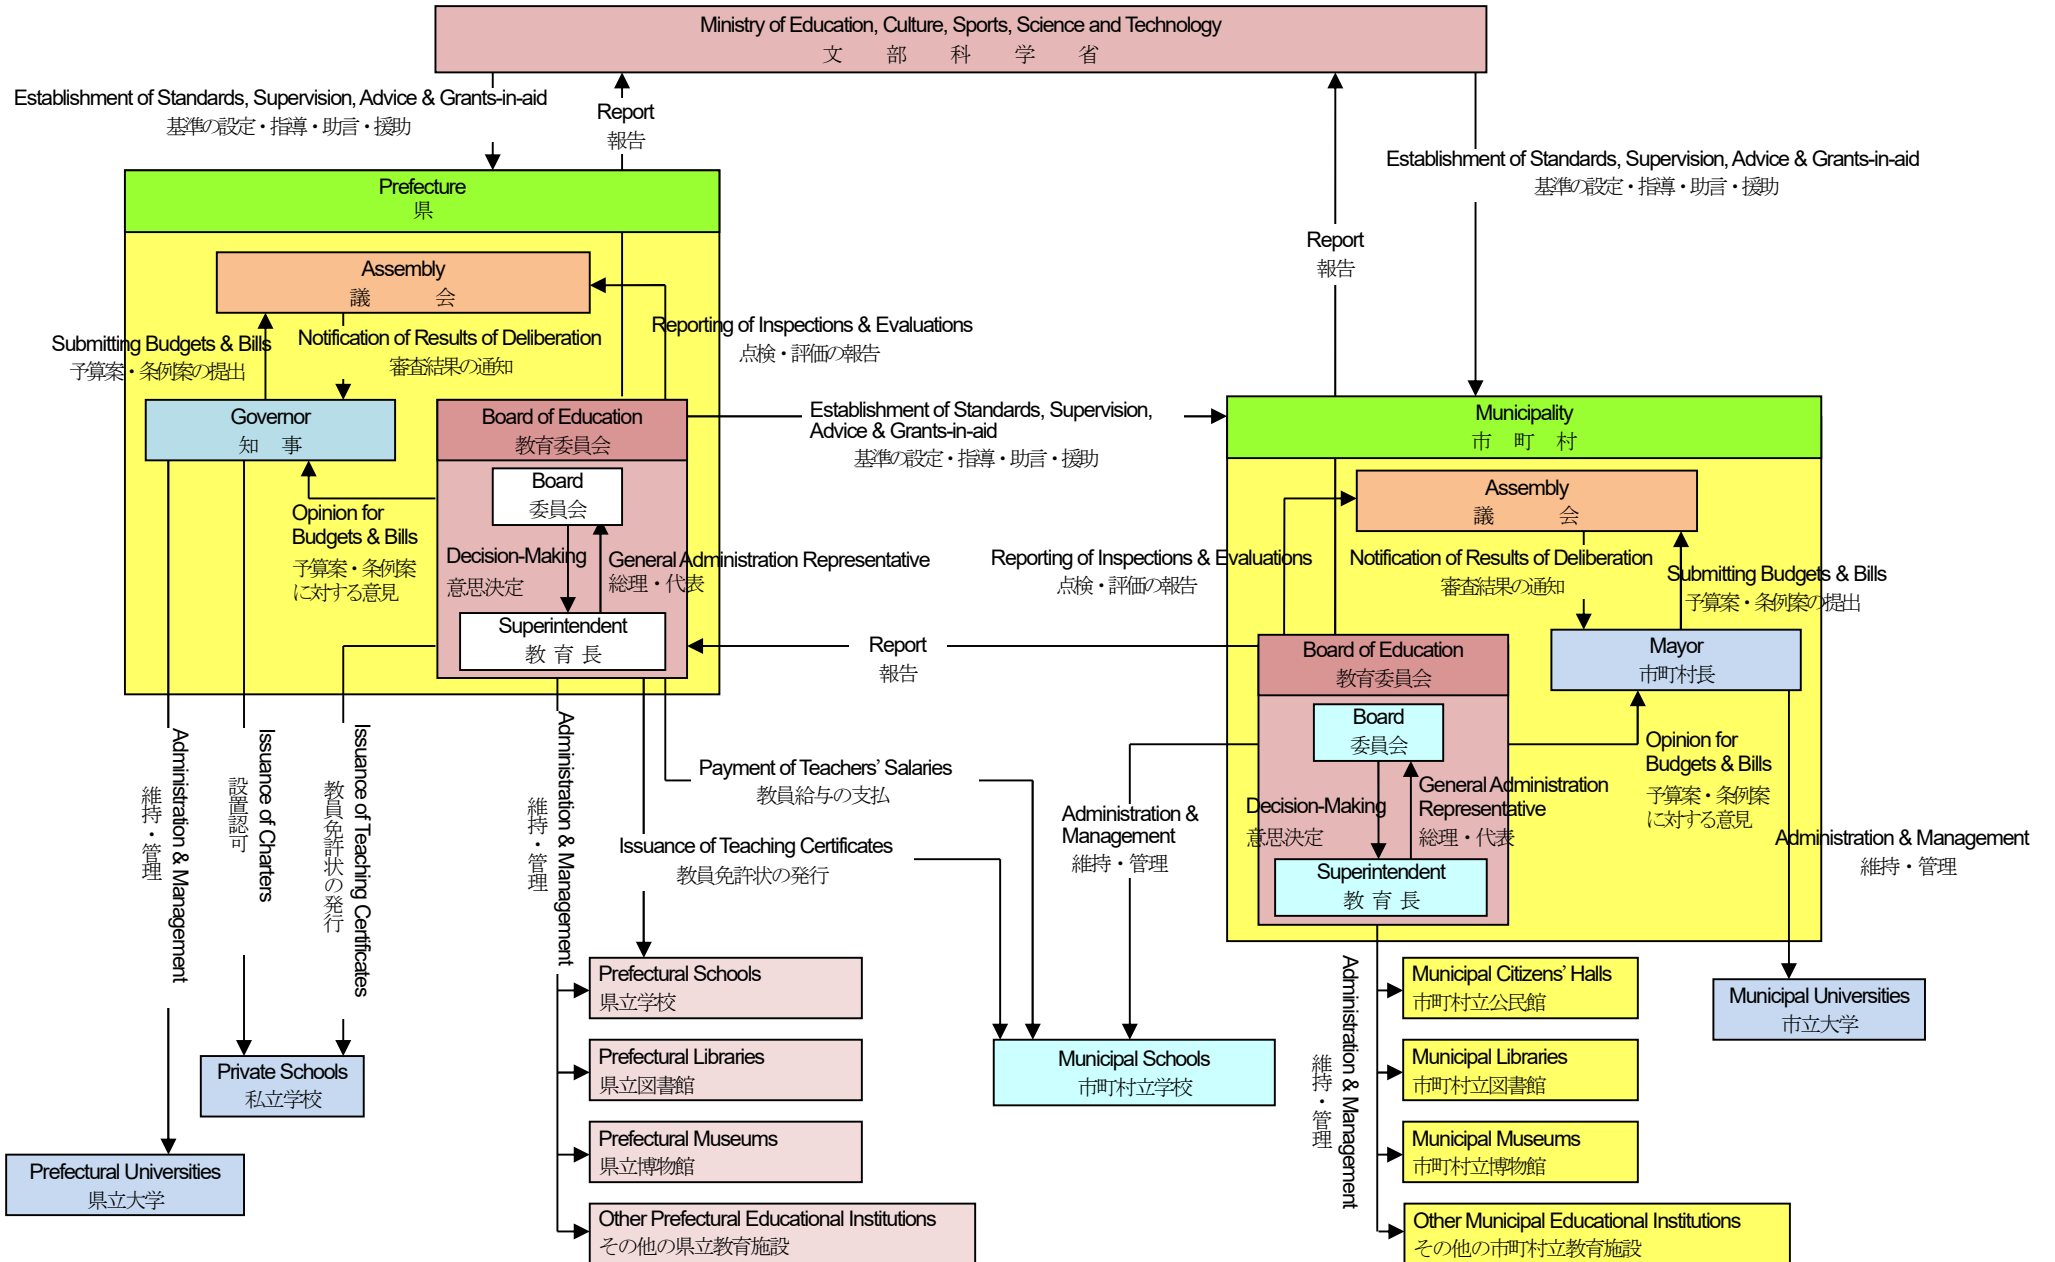 Ministry of Education, Culture, Sports, Science and Technology
文 部 科 学 省
Establishment of Standards, Supervision, Advice & Grants-in-aid
基準の設定・指導・助言・援助
Report
報告
Establishment of Standards, Supervision, Advice & Grants-in-aid
基準の設定・指導・助言・援助
Report
報告
Prefecture
県
Assembly
議 会
Submitting Budgets & Bills
予算案・条例案の提出
Notification of Results of Deliberation
審査結果の通知
Reporting of Inspections & Evaluations
点検・評価の報告
Governor
知 事
Board of Education
教育委員会
Board
委員会
Opinion for
Budgets & Bills
予算案・条例案
に対する意見
Decision-Making
意思決定
General Administration Representative
総理・代表
Superintendent
教 育 長
Establishment of Standards, Supervision,
Advice & Grants-in-aid
基準の設定・指導・助言・援助
Report
報告
Municipality
市 町 村
Assembly
議 会
Reporting of Inspections & Evaluations
点検・評価の報告
Notification of Results of Deliberation
審査結果の通知
Submitting Budgets & Bills
予算案・条例案の提出
Board of Education
教育委員会
Mayor
市町村長
Board
委員会
Opinion for
Budgets & Bills
予算案・条例案
に対する意見
Decision-Making
意思決定
General Administration
Representative
総理・代表
Superintendent
教 育 長
Administration & Management
維持・管理
Issuance of Charters
設置認可
Issuance of Teaching Certificates
教員免許状の発行
Administration & Management
維持・管理
Payment of Teachers’ Salaries
教員給与の支払
Issuance of Teaching Certificates
教員免許状の発行
Administration &
Management
維持・管理
Administration & Management
維持・管理
Administration & Management
維持・管理
Prefectural Schools
県立学校
Prefectural Libraries
県立図書館
Prefectural Museums
県立博物館
Other Prefectural Educational Institutions
その他の県立教育施設
Private Schools
私立学校
Prefectural Universities
県立大学
Municipal Schools
市町村立学校
Municipal Citizens’ Halls
市町村立公民館
Municipal Libraries
市町村立図書館
Municipal Museums
市町村立博物館
Other Municipal Educational Institutions
その他の市町村立教育施設
Municipal Universities
市立大学